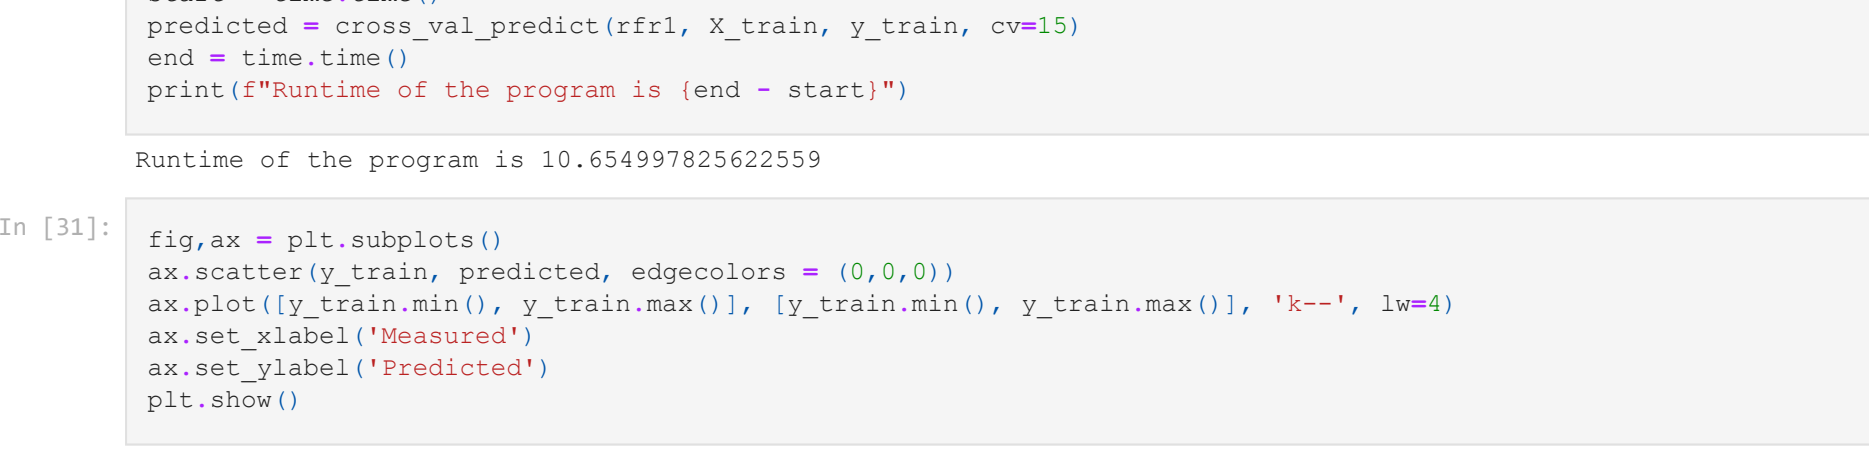 start = time.time()
predicted = cross_val_predict(rfr1, X_train, y_train, cv=15)
end = time.time()
print(f"Runtime of the program is {end - start}")
Runtime of the program is 10.654997825622559
In [31]:
fig,ax = plt.subplots()
ax.scatter(y_train, predicted, edgecolors = (0,0,0))
ax.plot([y_train.min(), y_train.max()], [y_train.min(), y_train.max()], 'k--', lw=4)
ax.set_xlabel('Measured')
ax.set_ylabel('Predicted')
plt.show()